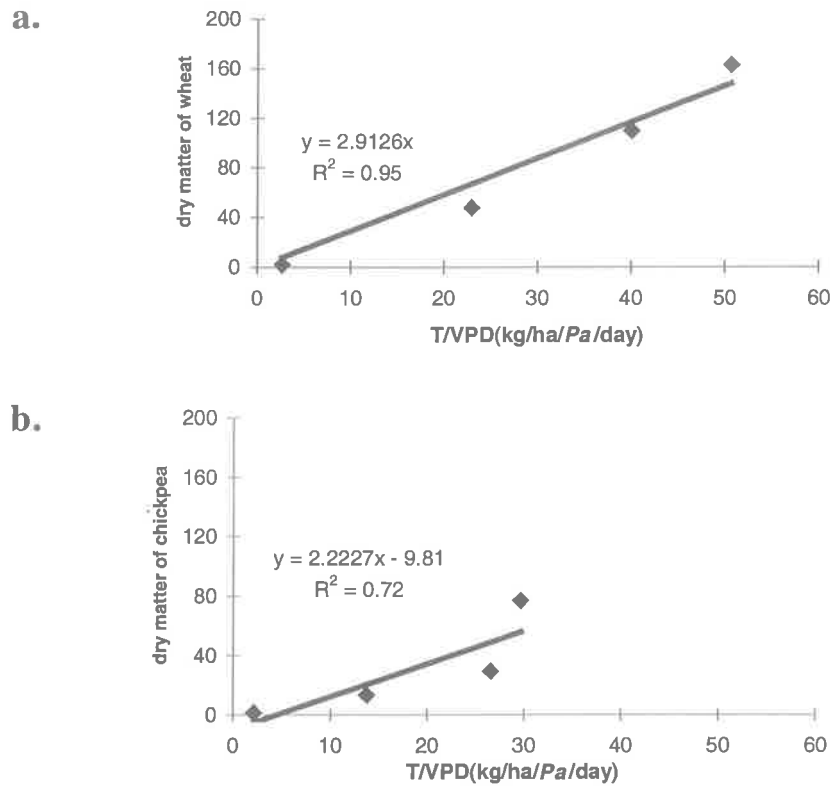 a.
200
160
120
80
40
0
dry matter of wheat
y = 2.9126x
R² = 0.95
0 10 20 30 40 50 60
T/VPD(kg/ha/Pa/day)
b.
200
160
120
80
40
0
dry matter of chickpea
y = 2.2227x - 9.81
R² = 0.72
0 10 20 30 40 50 60
T/VPD(kg/ha/Pa/day)